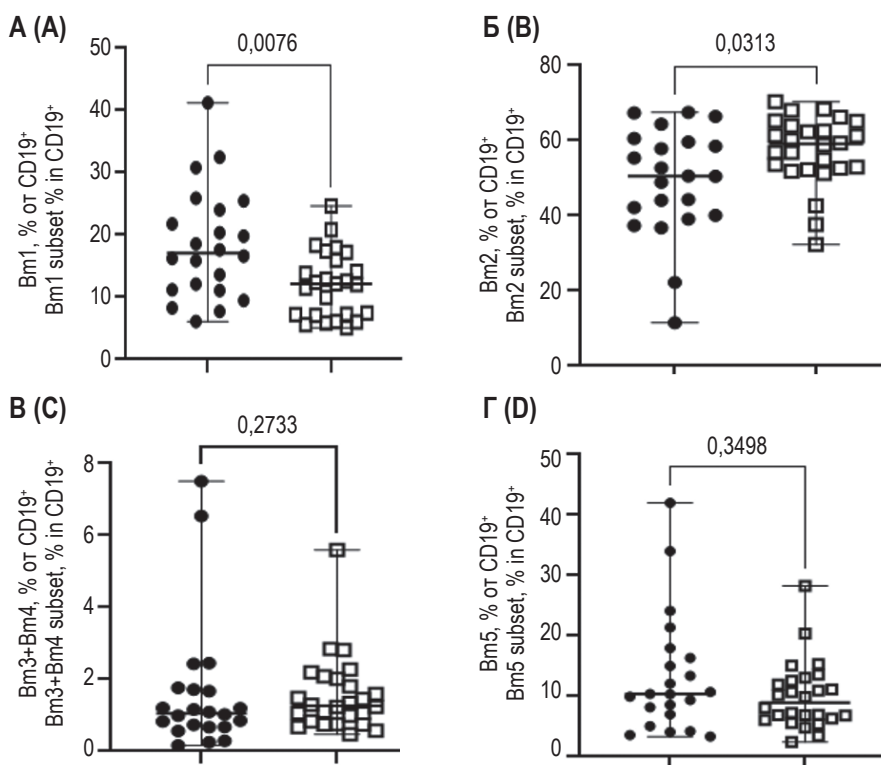 А (A)
0,0076
Bm1, % от CD19⁺
Bm1 subset % in CD19⁺
50
40
30
20
10
0
Б (B)
0,0313
Bm2, % от CD19⁺
Bm2 subset, % in CD19⁺
80
60
40
20
0
В (C)
0,2733
Bm3+Bm4, % от CD19⁺
Bm3+Bm4 subset, % in CD19⁺
8
6
4
2
0
Г (D)
0,3498
Bm5, % от CD19⁺
Bm5 subset, % in CD19⁺
50
40
30
20
10
0